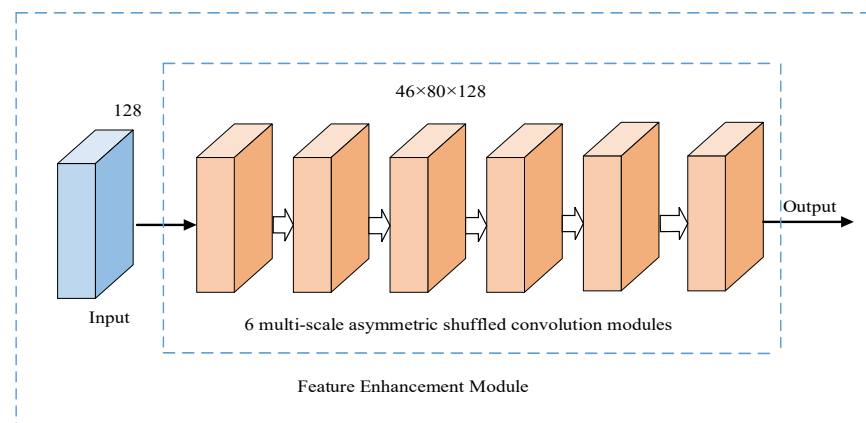 46×80×128
128
Output
Input
6 multi-scale asymmetric shuffled convolution modules
Feature Enhancement Module